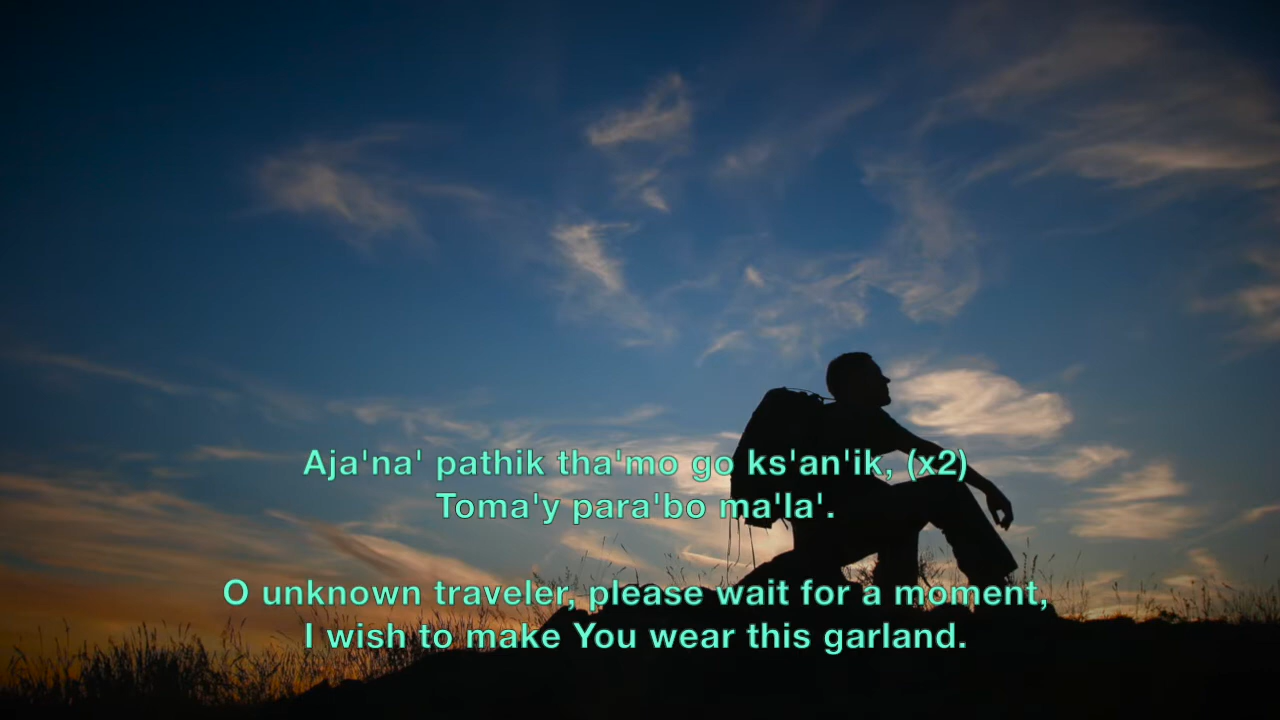 Aja'na' pathik tha'mo go ks'an'ik, (x2)
Toma'y para'bo ma'la'.
O unknown traveler, please wait for a moment,
I wish to make You wear this garland.